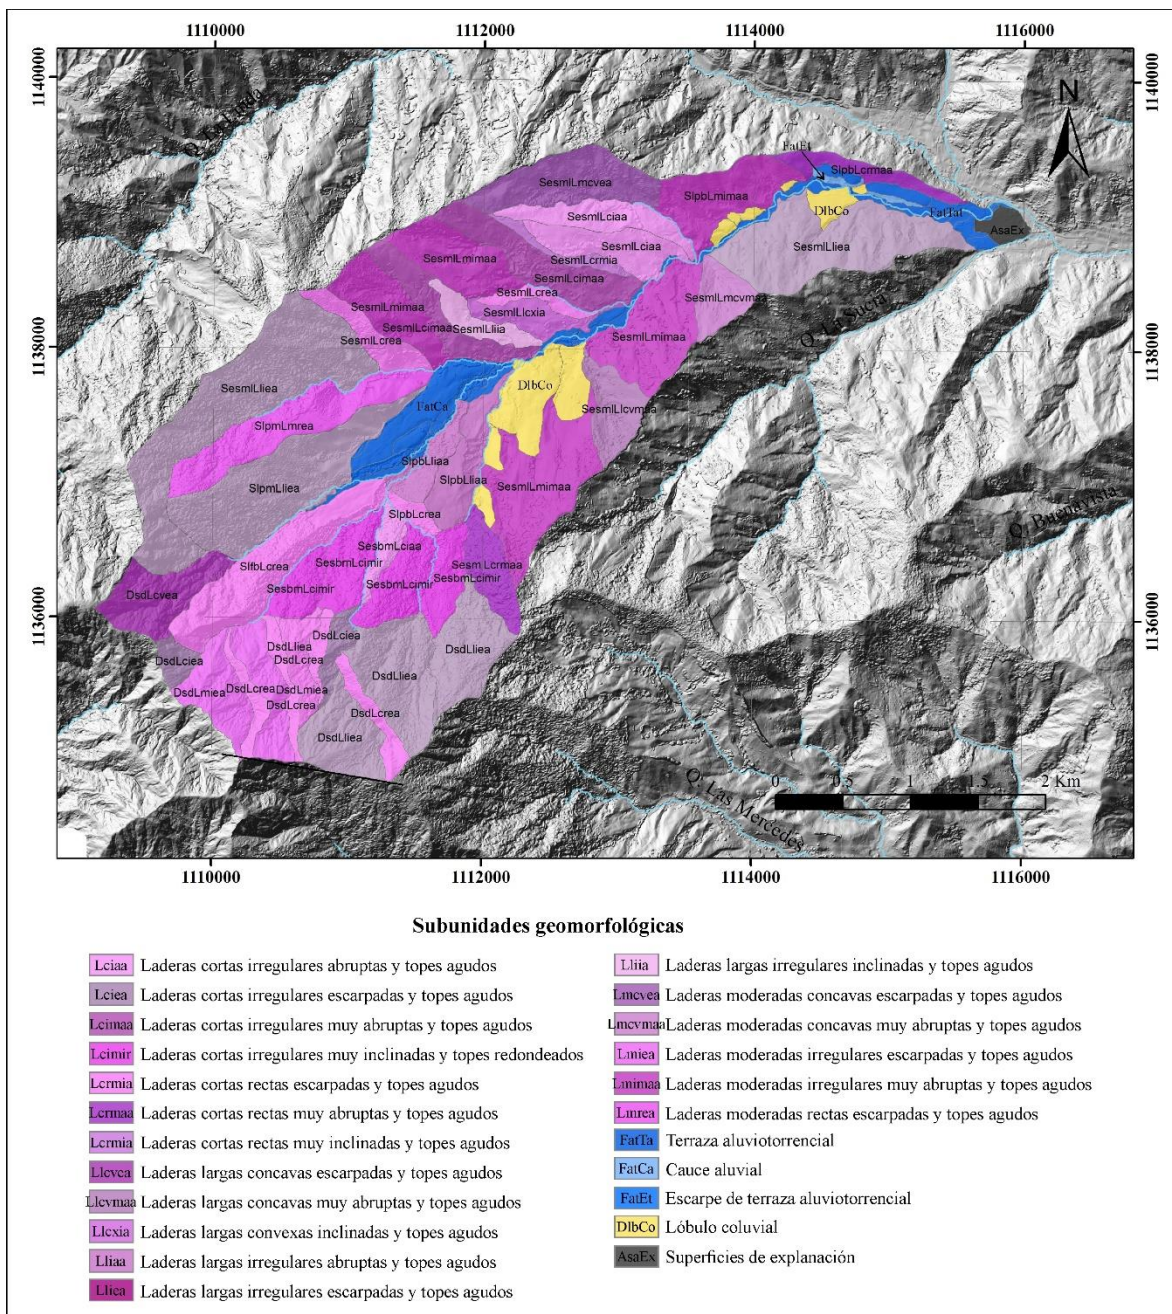 1110000 1112000 1114000 1116000
1140000 1140000
N
FatEt
SlpbLcrmaa
SesmlLmcvea
SlpbLmimaa
SesmlLciaa
DlbCo
FatTat
AsaEx
SesmlLciaa
SesmlLliea
SesmlLmimaa
SesmlLcrmia
SesmlLcimaa
SesmlLcrea
SesmlLmcvmaa
SesmlLmimaa
SesmlLlcxia
Q. La Sucia
SesmlLcimaa
SesmlLliia
SesmlLmimaa
SesmlLcrea
1138000 1138000
SesmlLliea
DlbCo
FatCa
SesmlLlcvmaa
SlpmLmrea
SlpbLliaa
SlpbLliaa
SesmlLmimaa
SlpmLliea
Q. Buenavista
SlpbLcrea
SesbmLciaa
SlfbLcrea
Sesm Lcrmaa
SesbmLcimir
SesbmLcimir
SesbmLcimir
SesbmLcimir
DsdLcvea
1136000 1136000
DsdLciea
DsdLliea
DsdLliea
DsdLciea
DsdLcrea
DsdLliea
DsdLmiea
DsdLcrea
DsdLmiea
DsdLcrea
DsdLcrea
DsdLliea
Q. Las Mercedes
0 0.5 1 1.5 2 Km
1110000 1112000 1114000 1116000
Subunidades geomorfológicas
Lciaa Laderas cortas irregulares abruptas y topes agudos
Lciea Laderas cortas irregulares escarpadas y topes agudos
Lcimaa Laderas cortas irregulares muy abruptas y topes agudos
Lcimir Laderas cortas irregulares muy inclinadas y topes redondeados
Lcrmia Laderas cortas rectas escarpadas y topes agudos
Lcrmaa Laderas cortas rectas muy abruptas y topes agudos
Lcrmia Laderas cortas rectas muy inclinadas y topes agudos
Llcvea Laderas largas concavas escarpadas y topes agudos
Llcvmaa Laderas largas concavas muy abruptas y topes agudos
Llcxia Laderas largas convexas inclinadas y topes agudos
Lliaa Laderas largas irregulares abruptas y topes agudos
Lliea Laderas largas irregulares escarpadas y topes agudos
Lliia Laderas largas irregulares inclinadas y topes agudos
Lmcvea Laderas moderadas concavas escarpadas y topes agudos
Lmcvmaa Laderas moderadas concavas muy abruptas y topes agudos
Lmiea Laderas moderadas irregulares escarpadas y topes agudos
Lmimaa Laderas moderadas irregulares muy abruptas y topes agudos
Lmrea Laderas moderadas rectas escarpadas y topes agudos
FatTa Terraza aluviotorrencial
FatCa Cauce aluvial
FatEt Escarpe de terraza aluviotorrencial
DlbCo Lóbulo coluvial
AsaEx Superficies de explanación